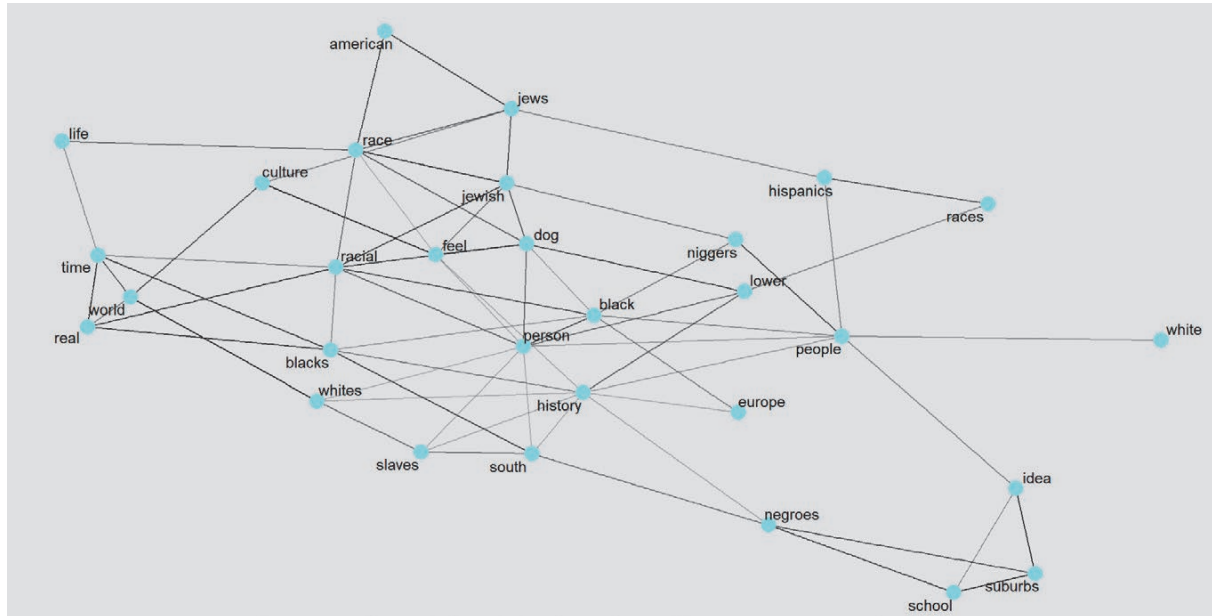 american
jews
life
race
culture
jewish
hispanics
races
dog
niggers
feel
racial
time
lower
world
black
real
person
people
white
blacks
whites
history
europe
slaves
south
idea
negroes
suburbs
school